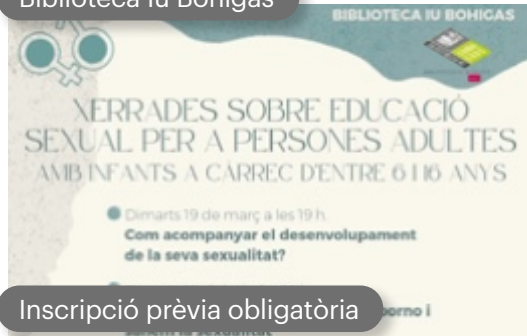 Biblioteca Iu Bohigas
BIBLIOTECA IU BOHIGAS
XERRADES SOBRE EDUCACIÓ
SEXUAL PER A PERSONES ADULTES
AMB INFANTS A CÀRREC D'ENTRE 6 I 16 ANYS
Dimarts 19 de març a les 19 h.
Com acompanyar el desenvolupament
de la seva sexualitat?
Inscripció prèvia obligatòria
porno i
la sexualitat